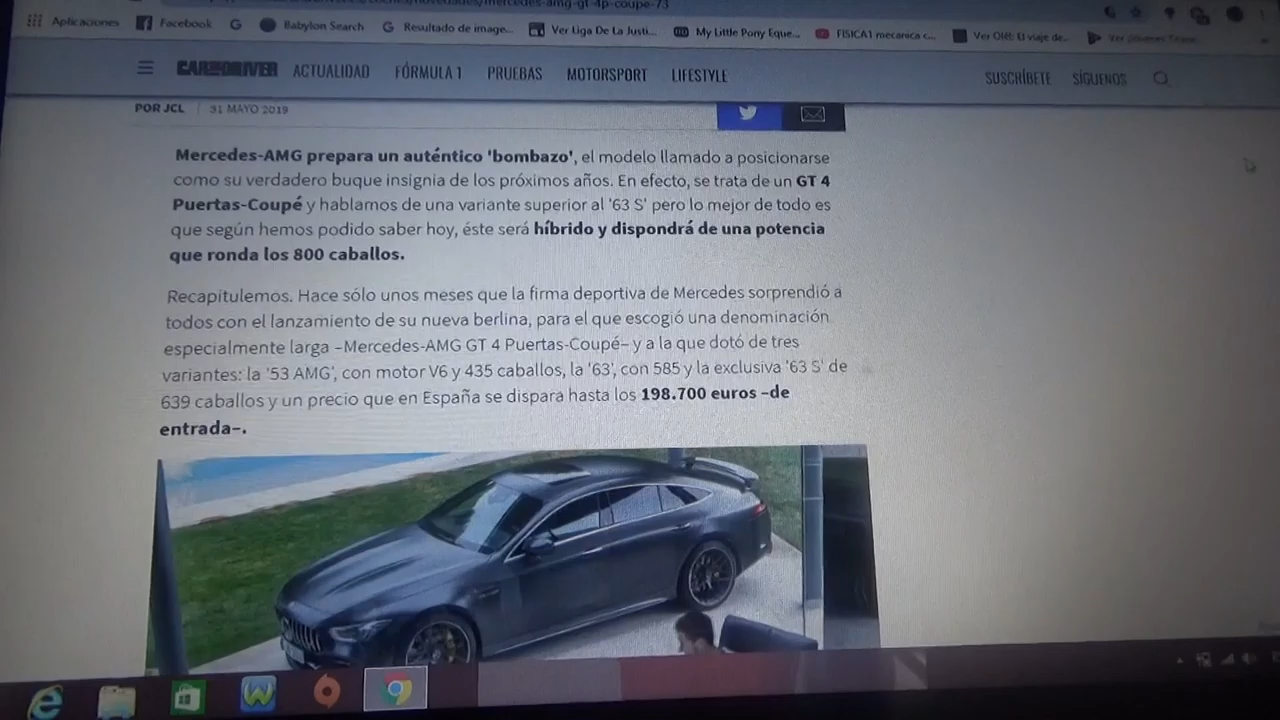 mercedes-amg-gt-4p-coupe-73
Aplicaciones Facebook Babylon Search Resultado de image... Ver Liga De La Justi... My Little Pony Eque... FISICA1 mecanica c... Ver Olé!: El viaje de...
CAR AND DRIVER ACTUALIDAD FÓRMULA 1 PRUEBAS MOTORSPORT LIFESTYLE SUSCRÍBETE SÍGUENOS
POR JCL | 31 MAYO 2019
Mercedes-AMG prepara un auténtico 'bombazo', el modelo llamado a posicionarse
como su verdadero buque insignia de los próximos años. En efecto, se trata de un GT 4
Puertas-Coupé y hablamos de una variante superior al '63 S' pero lo mejor de todo es
que según hemos podido saber hoy, éste será híbrido y dispondrá de una potencia
que ronda los 800 caballos.
Recapitulemos. Hace sólo unos meses que la firma deportiva de Mercedes sorprendió a
todos con el lanzamiento de su nueva berlina, para el que escogió una denominación
especialmente larga –Mercedes-AMG GT 4 Puertas-Coupé– y a la que dotó de tres
variantes: la '53 AMG', con motor V6 y 435 caballos, la '63', con 585 y la exclusiva '63 S' de
639 caballos y un precio que en España se dispara hasta los 198.700 euros –de
entrada–.